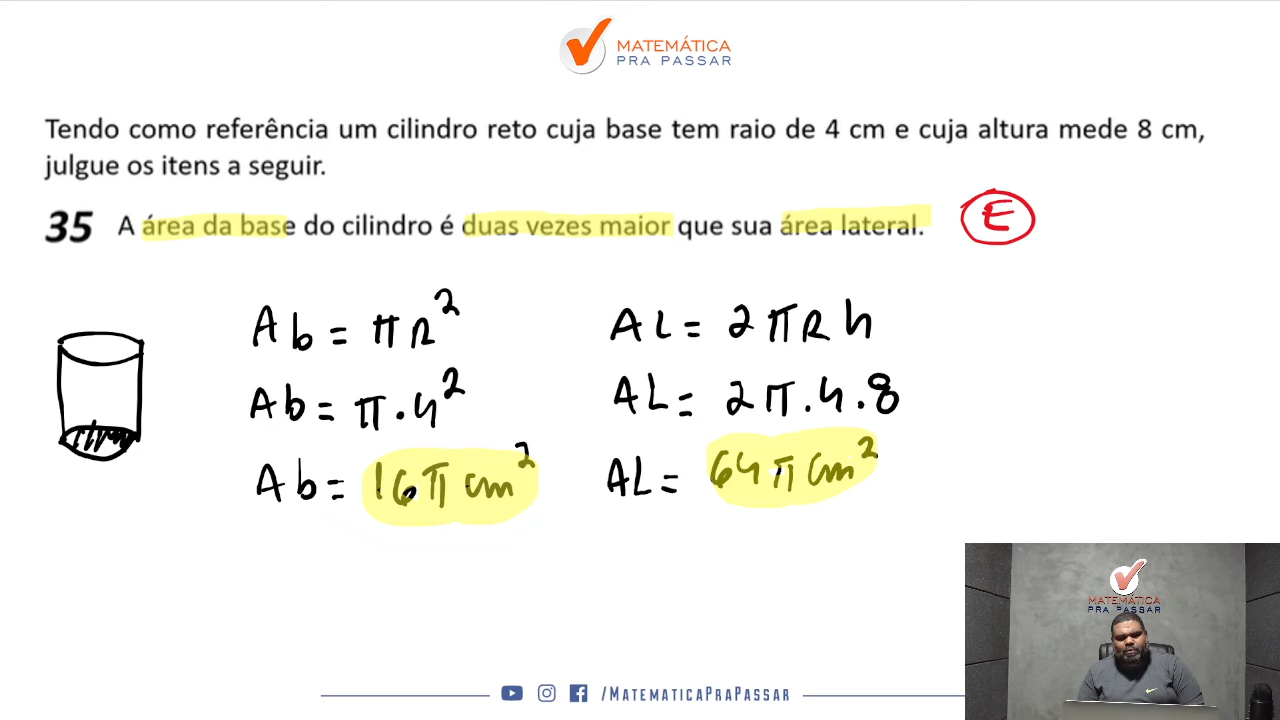 MATEMÁTICA
PRA PASSAR
Tendo como referência um cilindro reto cuja base tem raio de 4 cm e cuja altura mede 8 cm,
julgue os itens a seguir.
35 A área da base do cilindro é duas vezes maior que sua área lateral. E
Ab = πR²
AL = 2πRh
Ab = π·4²
AL = 2π.4.8
Ab = 16π cm²
AL = 64π cm²
MATEMÁTICA
PRA PASSAR
/MATEMATICAPRAPASSAR